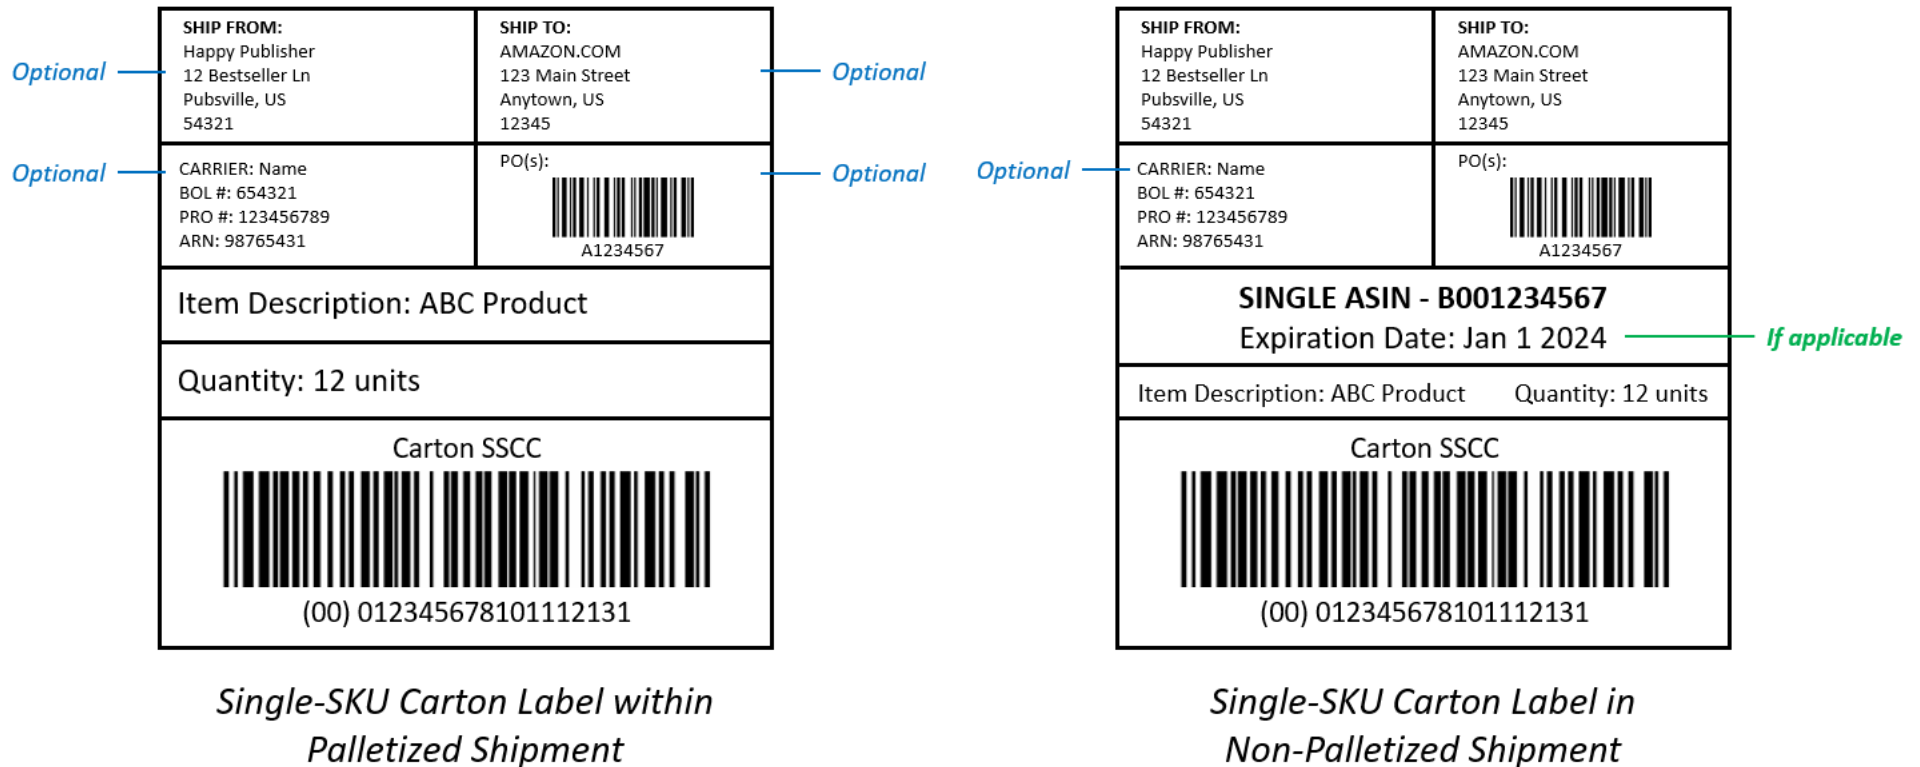 SHIP FROM:
Happy Publisher
12 Bestseller Ln
Pubsville, US
54321
SHIP TO:
AMAZON.COM
123 Main Street
Anytown, US
12345
Optional
Optional
CARRIER: Name
BOL #: 654321
PRO #: 123456789
ARN: 98765431
PO(s):
A1234567
Optional
Optional
Item Description: ABC Product
Quantity: 12 units
Carton SSCC
(00) 012345678101112131
Single-SKU Carton Label within
Palletized Shipment
SHIP FROM:
Happy Publisher
12 Bestseller Ln
Pubsville, US
54321
SHIP TO:
AMAZON.COM
123 Main Street
Anytown, US
12345
Optional
CARRIER: Name
BOL #: 654321
PRO #: 123456789
ARN: 98765431
PO(s):
A1234567
SINGLE ASIN - B001234567
Expiration Date: Jan 1 2024
If applicable
Item Description: ABC Product
Quantity: 12 units
Carton SSCC
(00) 012345678101112131
Single-SKU Carton Label in
Non-Palletized Shipment